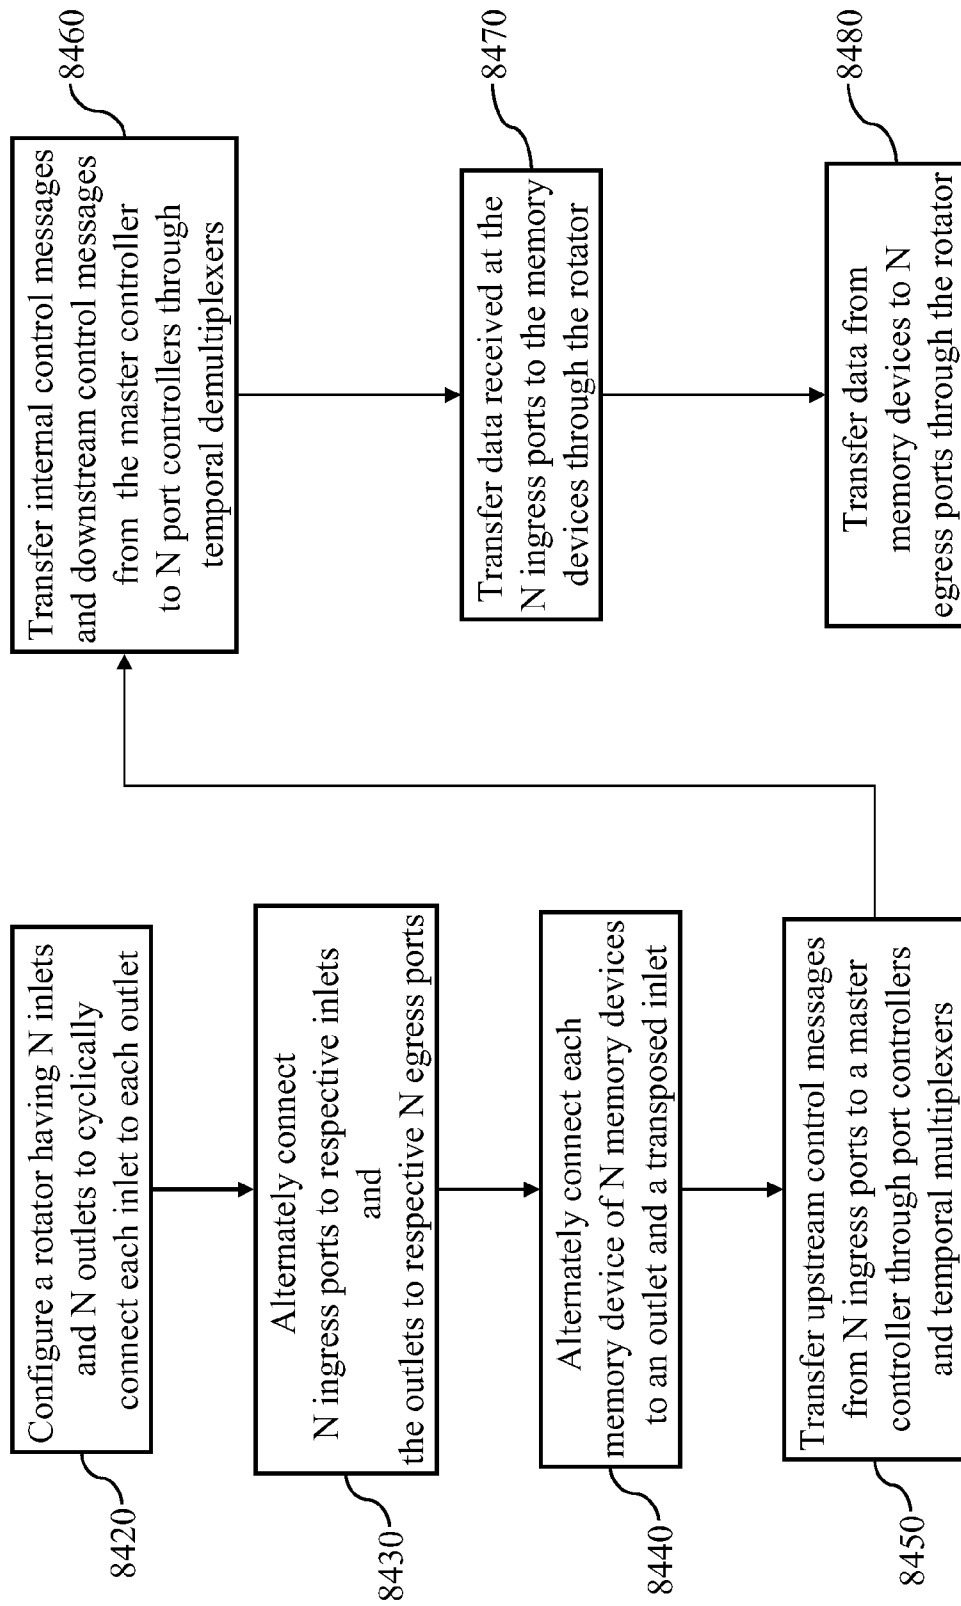 8420
Configure a rotator having N inlets
and N outlets to cyclically
connect each inlet to each outlet
8430
Alternately connect
N ingress ports to respective inlets
and
the outlets to respective N egress ports
8440
Alternately connect each
memory device of N memory devices
to an outlet and a transposed inlet
8450
Transfer upstream control messages
from N ingress ports to a master
controller through port controllers
and temporal multiplexers
8460
Transfer internal control messages
and downstream control messages
from the master controller
to N port controllers through
temporal demultiplexers
8470
Transfer data received at the
N ingress ports to the memory
devices through the rotator
8480
Transfer data from
memory devices to N
egress ports through the rotator